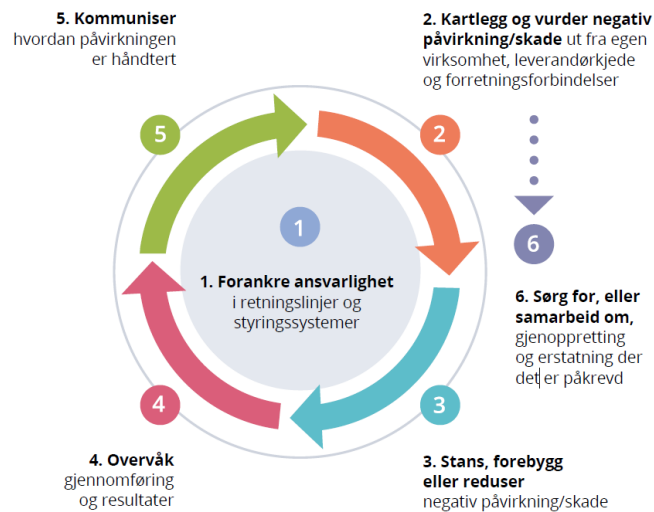 5. Kommuniser
hvordan påvirkningen
er håndtert
2. Kartlegg og vurder negativ
påvirkning/skade ut fra egen
virksomhet, leverandørkjede
og forretningsforbindelser
5
2
1
6
1. Forankre ansvarlighet
i retningslinjer og
styringssystemer
6. Sørg for, eller
samarbeid om,
gjenoppretting
og erstatning der
det er påkrevd
4
3
4. Overvåk
gjennomføring
og resultater
3. Stans, forebygg
eller reduser
negativ påvirkning/skade